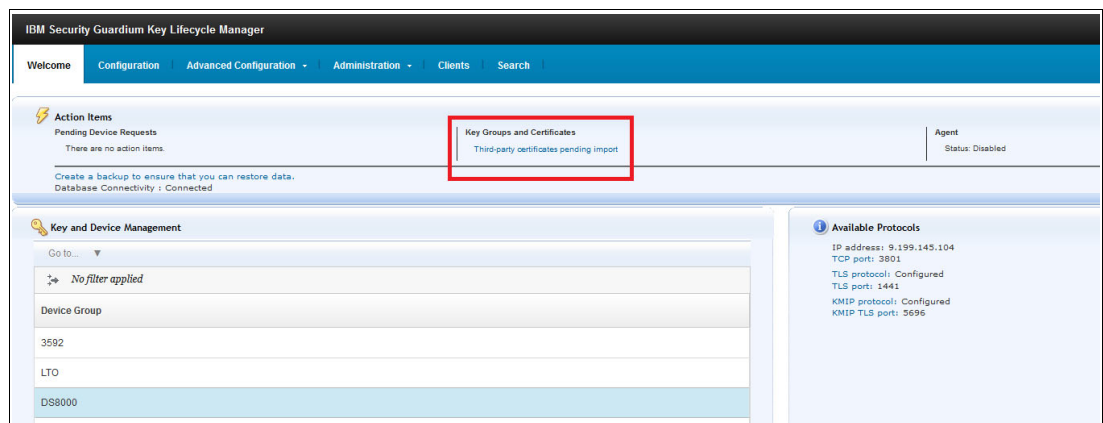 IBM Security Guardium Key Lifecycle Manager
Welcome Configuration Advanced Configuration Administration Clients Search
Action Items
Pending Device Requests
There are no action items.
Key Groups and Certificates
Third-party certificates pending import
Agent
Status: Disabled
Create a backup to ensure that you can restore data.
Database Connectivity : Connected
Key and Device Management
Go to...
No filter applied
Device Group
3592
LTO
DS8000
Available Protocols
IP address: 9.199.145.104
TCP port: 3801
TLS protocol: Configured
TLS port: 1441
KMIP protocol: Configured
KMIP TLS port: 5696